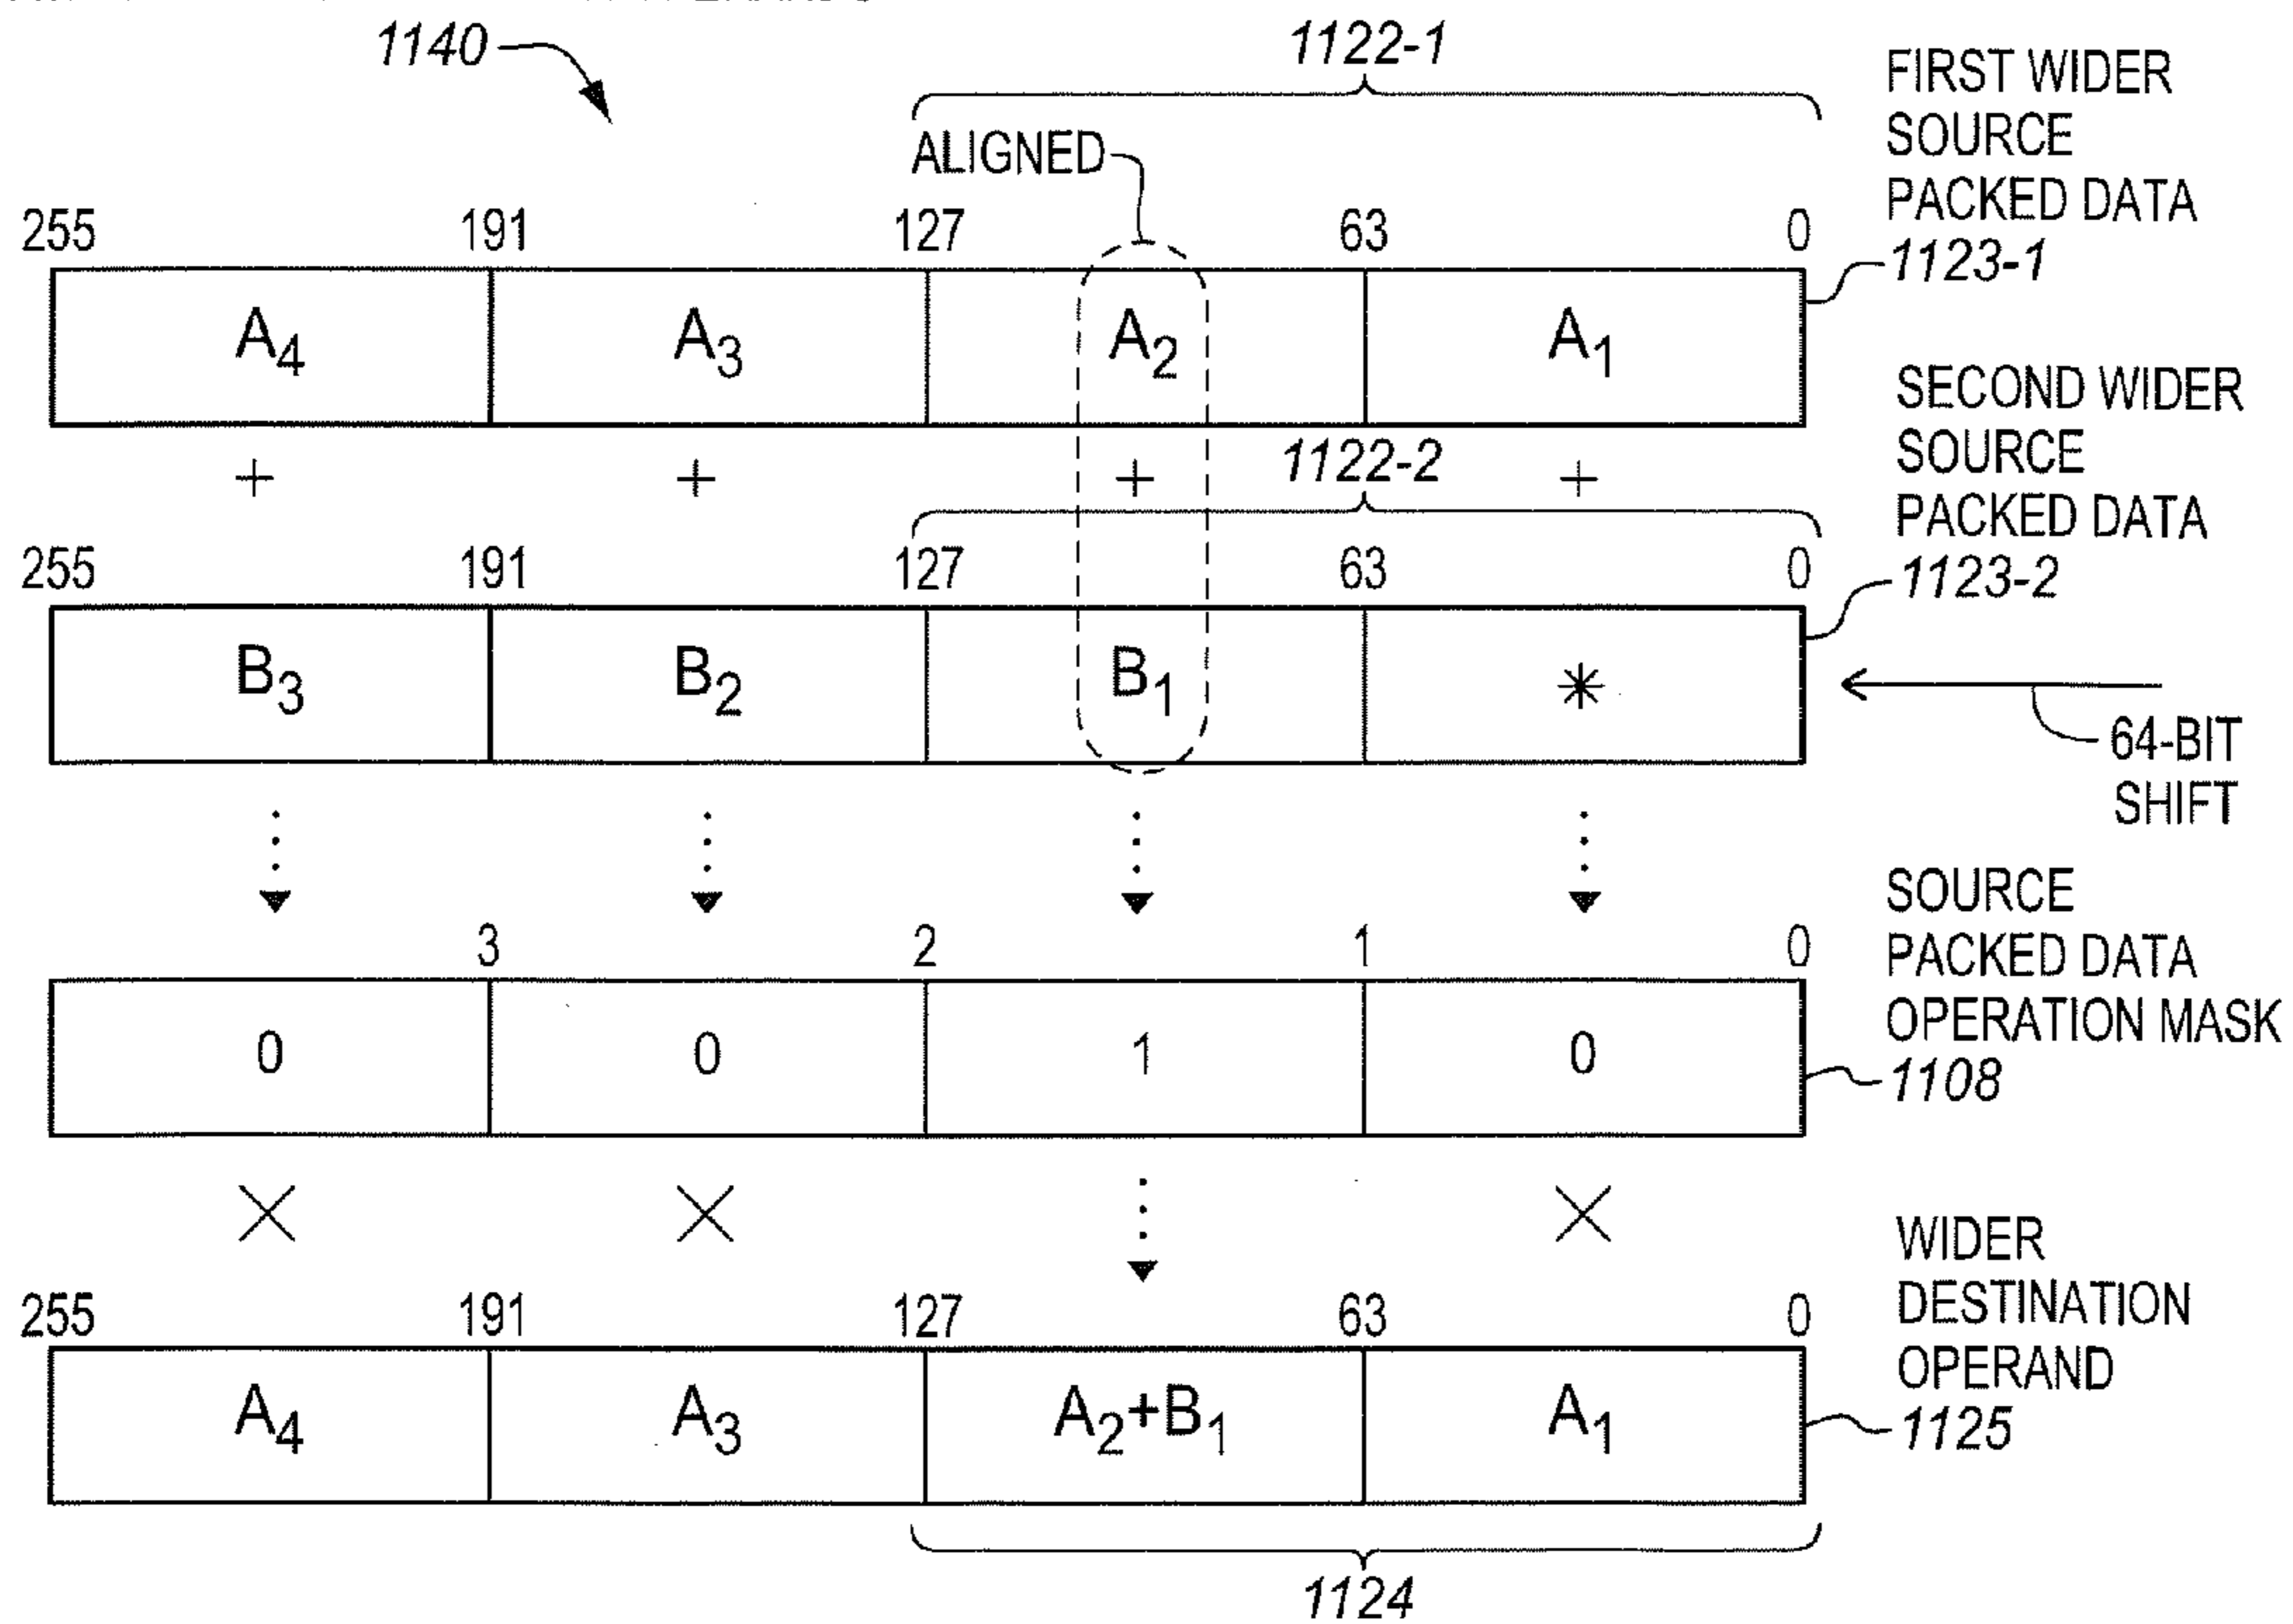 1140
1122-1
FIRST WIDER
SOURCE
PACKED DATA
1123-1
ALIGNED
255 191 127 63 0
A4 A3 A2 A1
+ + + +
1122-2
SECOND WIDER
SOURCE
PACKED DATA
1123-2
255 191 127 63 0
B3 B2 B1 *
64-BIT
SHIFT
SOURCE
PACKED DATA
OPERATION MASK
1108
3 2 1 0
0 0 1 0
WIDER
DESTINATION
OPERAND
1125
255 191 127 63 0
A4 A3 A2+B1 A1
1124